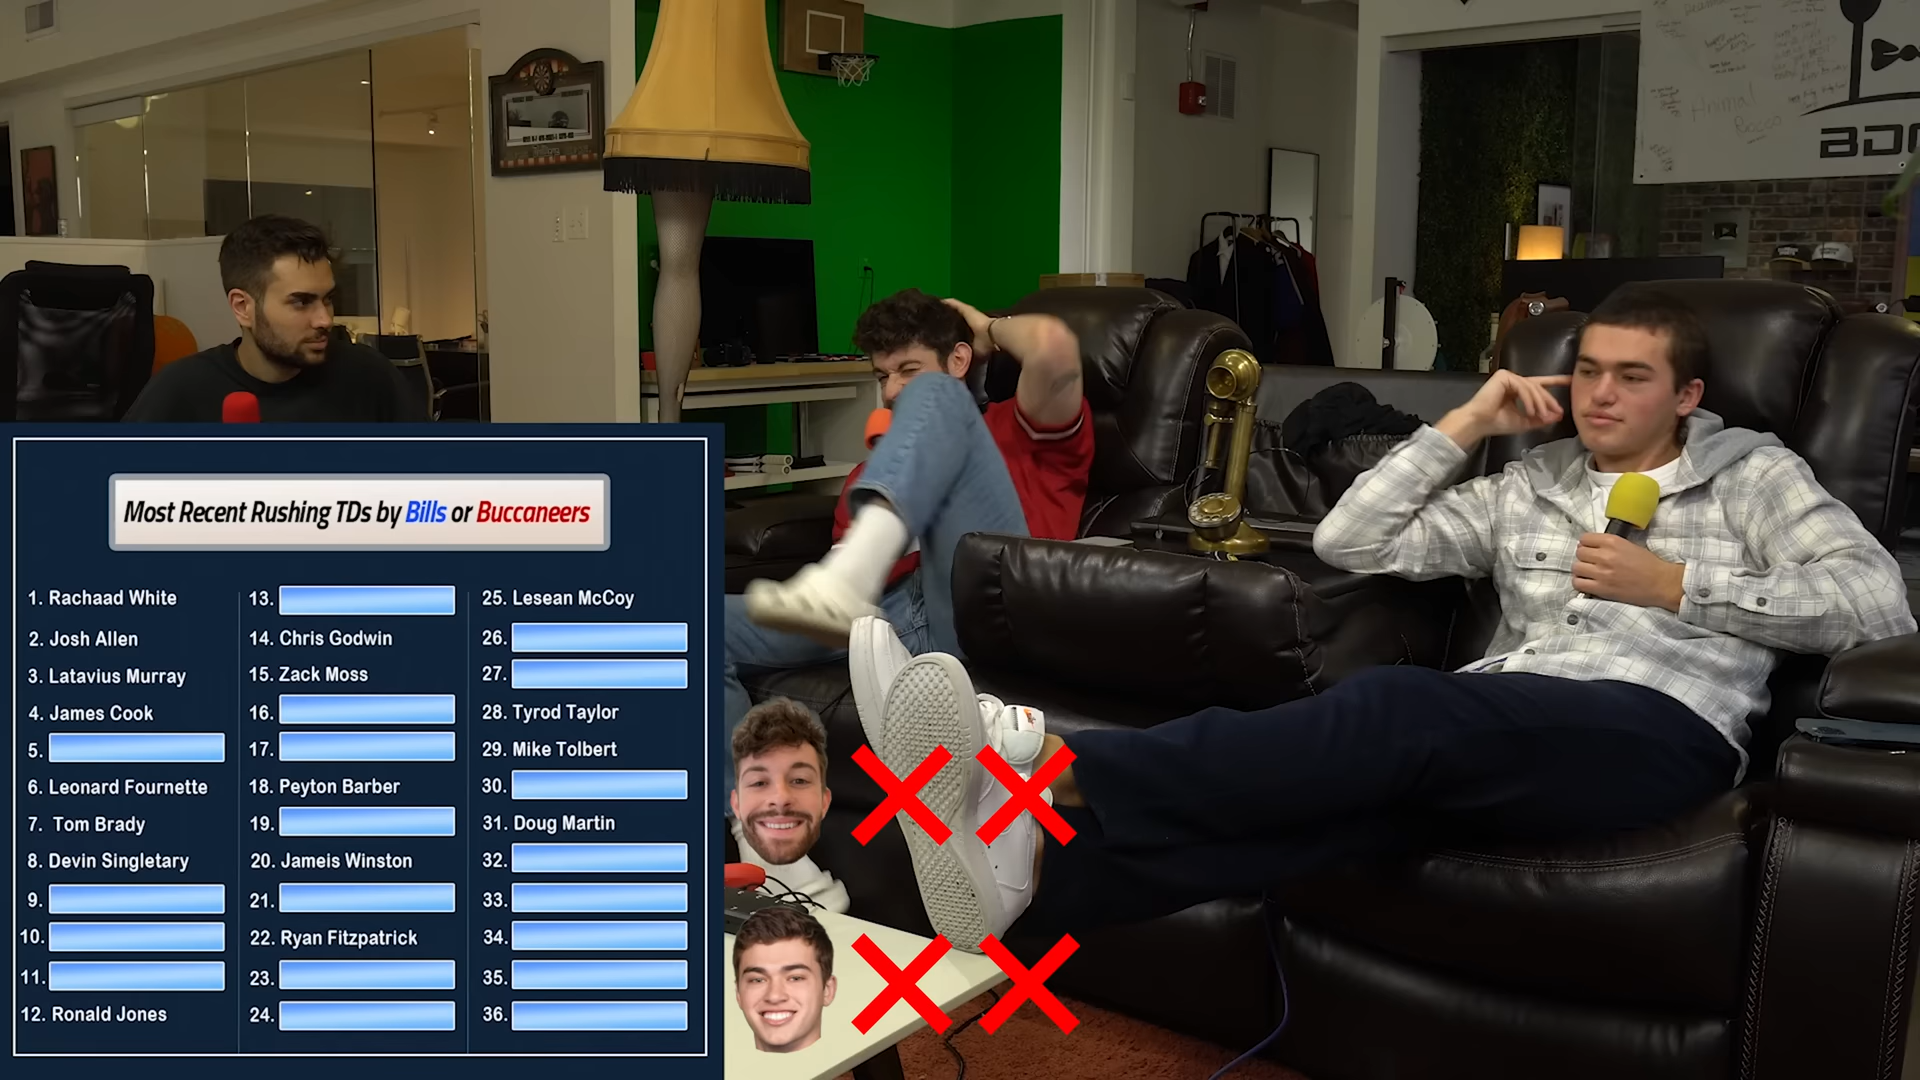 Most Recent Rushing TDs by Bills or Buccaneers
1. Rachaad White
2. Josh Allen
3. Latavius Murray
4. James Cook
5.
6. Leonard Fournette
7. Tom Brady
8. Devin Singletary
9.
10.
11.
12. Ronald Jones
13.
14. Chris Godwin
15. Zack Moss
16.
17.
18. Peyton Barber
19.
20. Jameis Winston
21.
22. Ryan Fitzpatrick
23.
24.
25. Lesean McCoy
26.
27.
28. Tyrod Taylor
29. Mike Tolbert
30.
31. Doug Martin
32.
33.
34.
35.
36.
Animal
Rocco